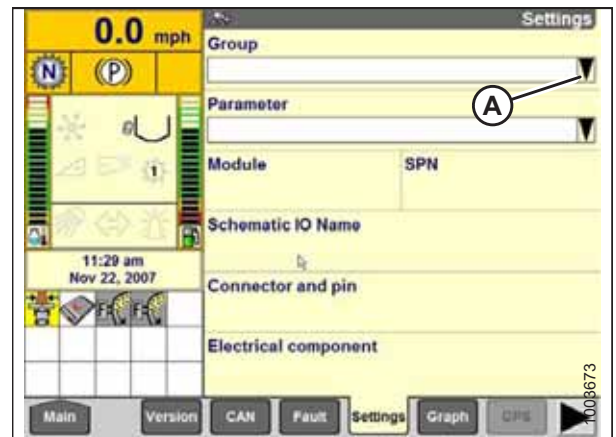 0.0 mph
Settings
Group
N
(P)
A
Parameter
1
Module
SPN
Schematic IO Name
11:29 am
Nov 22, 2007
Connector and pin
F
F
Electrical component
Main
Version
CAN
Fault
Settings
Graph
GPS
1003673